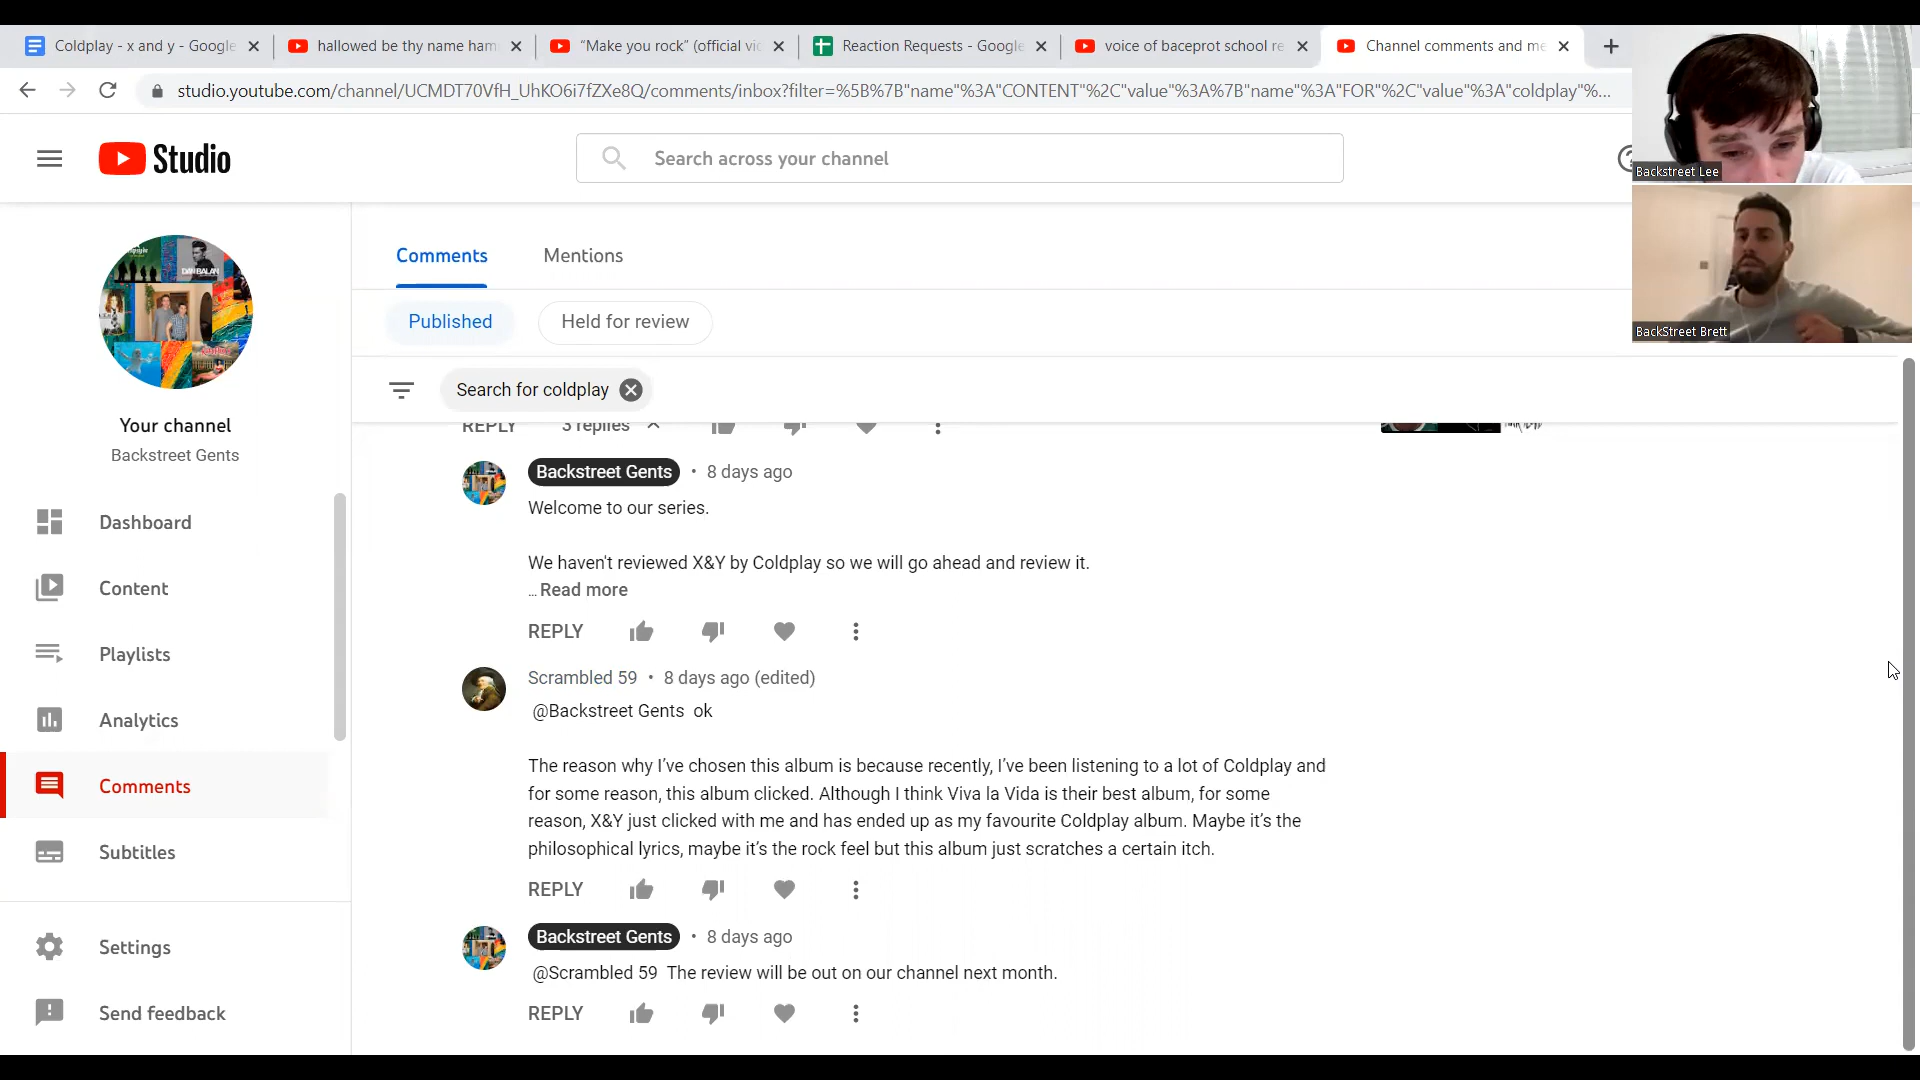 Coldplay - x and y - Google
hallowed be thy name ham
“Make you rock” (official vic
Reaction Requests - Google
voice of baceprot school re
Channel comments and me
studio.youtube.com/channel/UCMDT70VfH_UhKO6i7fZXe8Q/comments/inbox?filter=%5B%7B"name"%3A"CONTENT"%2C"value"%3A%7B"name"%3A"FOR"%2C"value"%3A"coldplay"%...
Studio
Search across your channel
Backstreet Lee
BackStreet Brett
Your channel
Backstreet Gents
Dashboard
Content
Playlists
Analytics
Comments
Subtitles
Settings
Send feedback
Comments
Mentions
Published
Held for review
Search for coldplay
REPLY 3 replies
Backstreet Gents • 8 days ago
Welcome to our series.
We haven't reviewed X&Y by Coldplay so we will go ahead and review it.
...Read more
REPLY
Scrambled 59 • 8 days ago (edited)
@Backstreet Gents ok
The reason why I’ve chosen this album is because recently, I’ve been listening to a lot of Coldplay and
for some reason, this album clicked. Although I think Viva la Vida is their best album, for some
reason, X&Y just clicked with me and has ended up as my favourite Coldplay album. Maybe it’s the
philosophical lyrics, maybe it’s the rock feel but this album just scratches a certain itch.
REPLY
Backstreet Gents • 8 days ago
@Scrambled 59 The review will be out on our channel next month.
REPLY